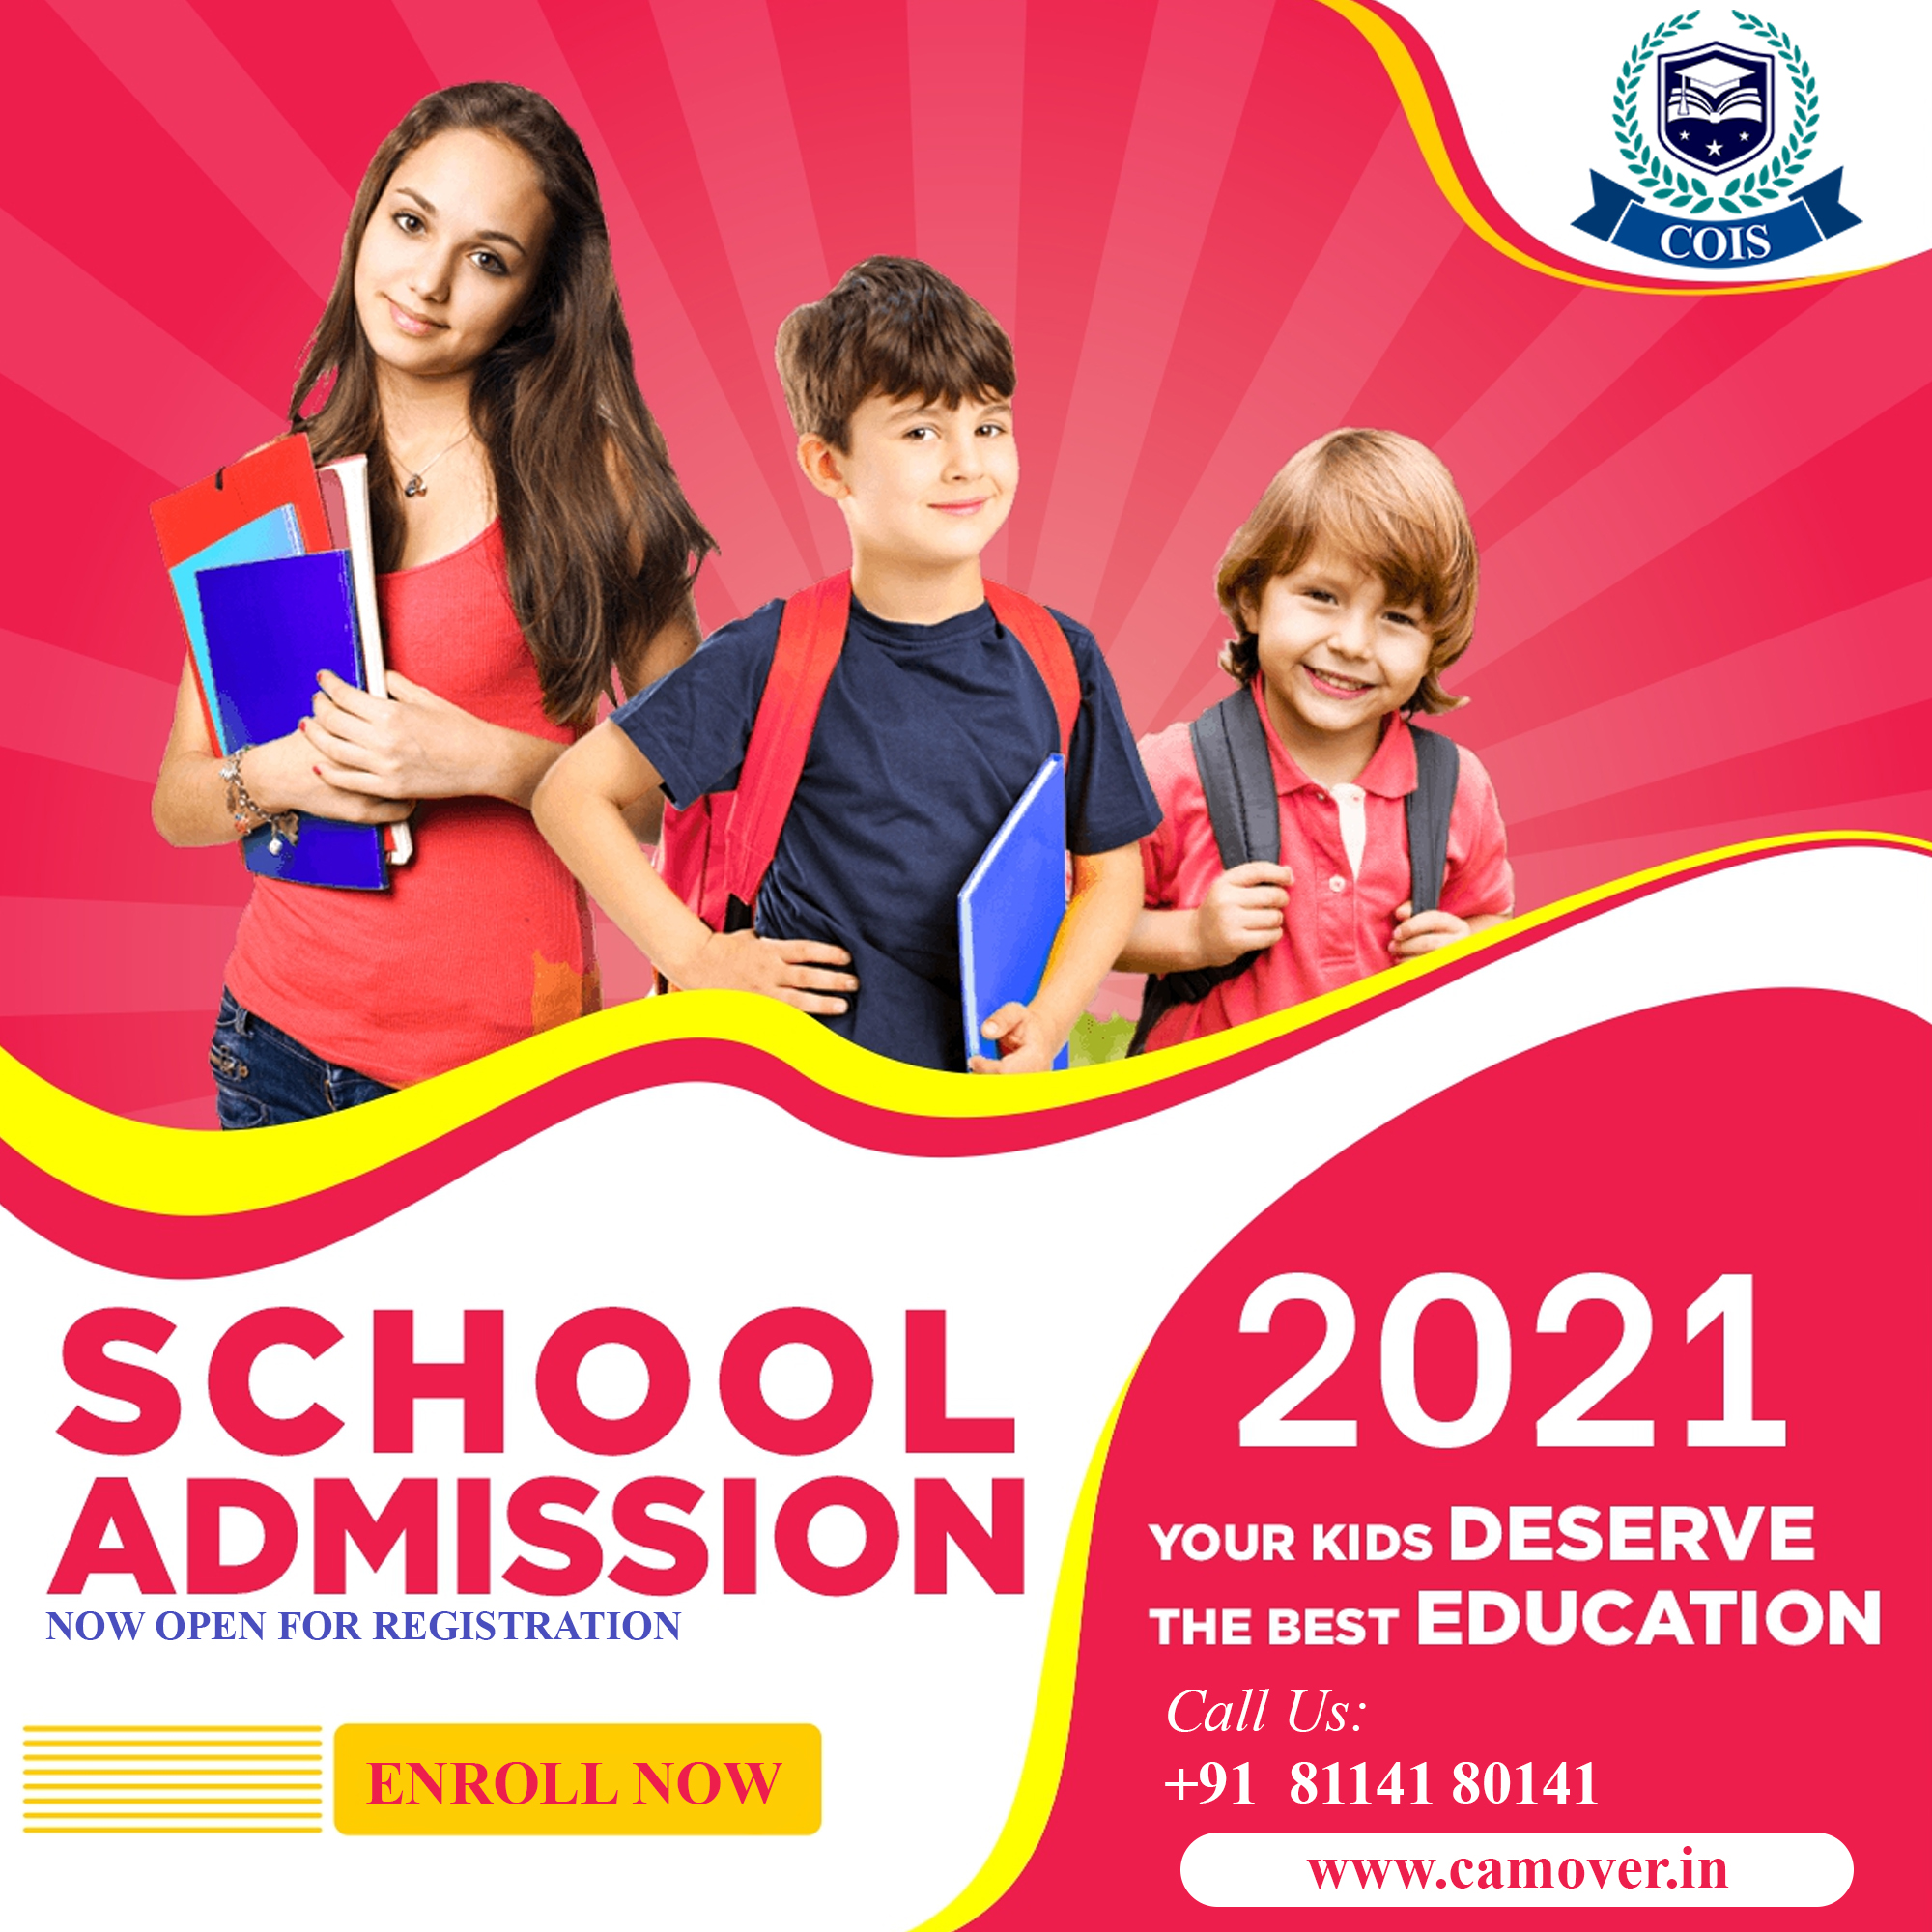 COIS
SCHOOL
ADMISSION
NOW OPEN FOR REGISTRATION
ENROLL NOW
2021
YOUR KIDS DESERVE
THE BEST EDUCATION
Call Us:
+91 81141 80141
www.camover.in